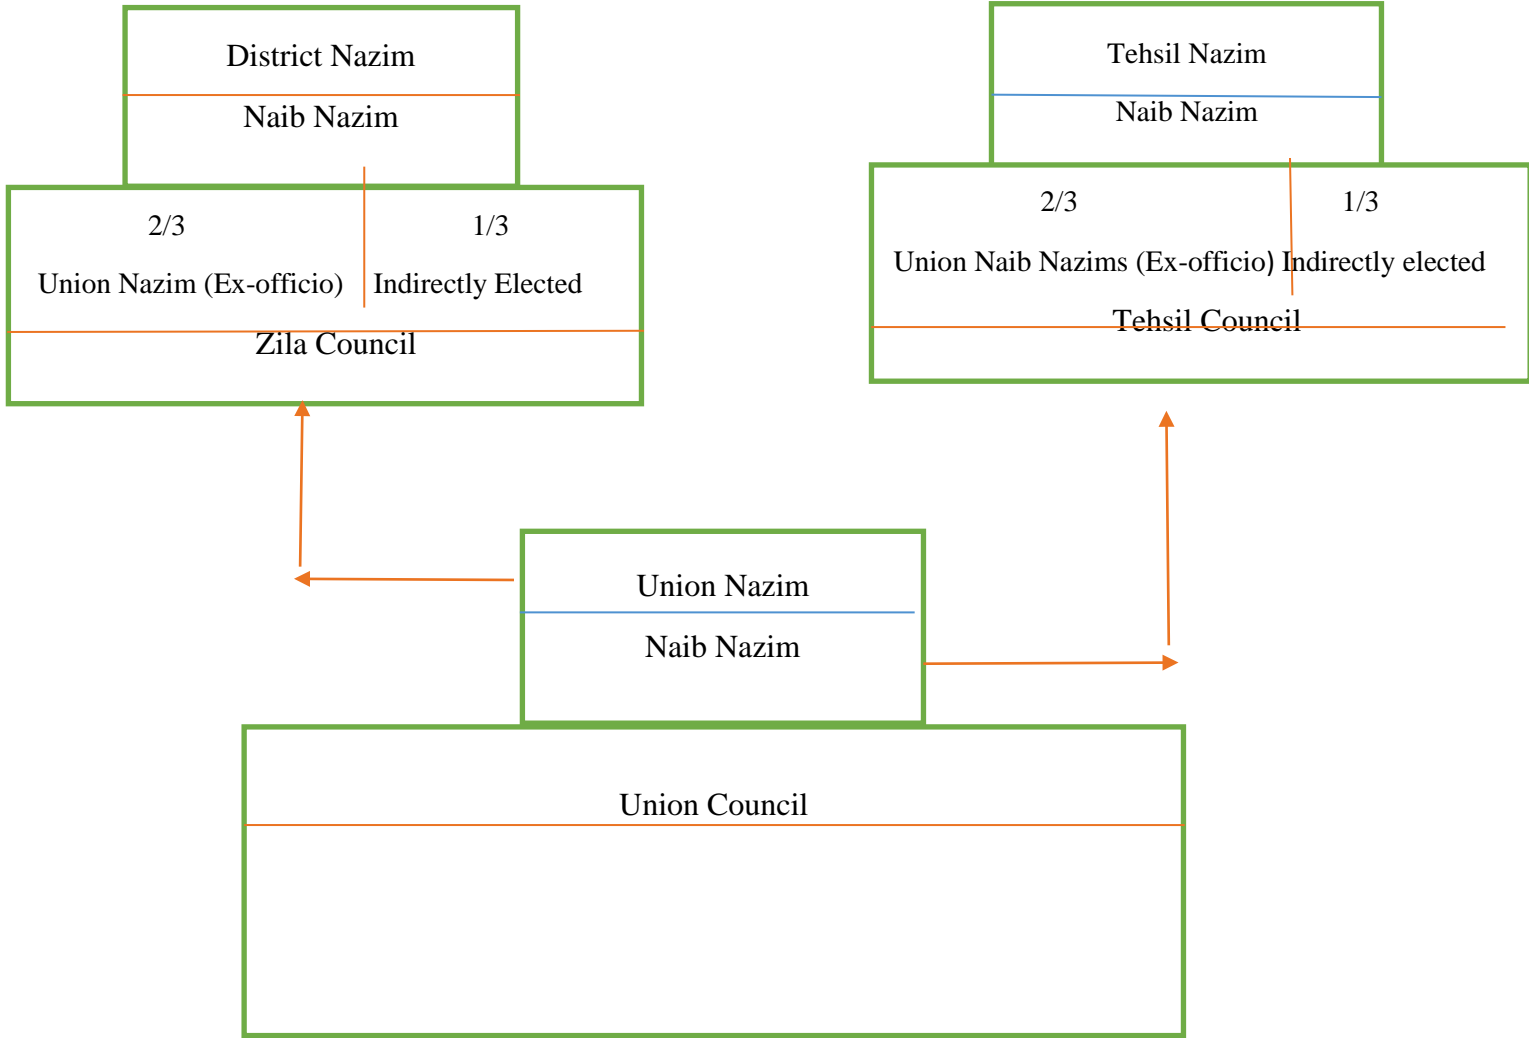 District Nazim
Naib Nazim
2/3 1/3
Union Nazim (Ex-officio) Indirectly Elected
Zila Council
Tehsil Nazim
Naib Nazim
2/3 1/3
Union Naib Nazims (Ex-officio) Indirectly elected
Tehsil Council
Union Nazim
Naib Nazim
Union Council